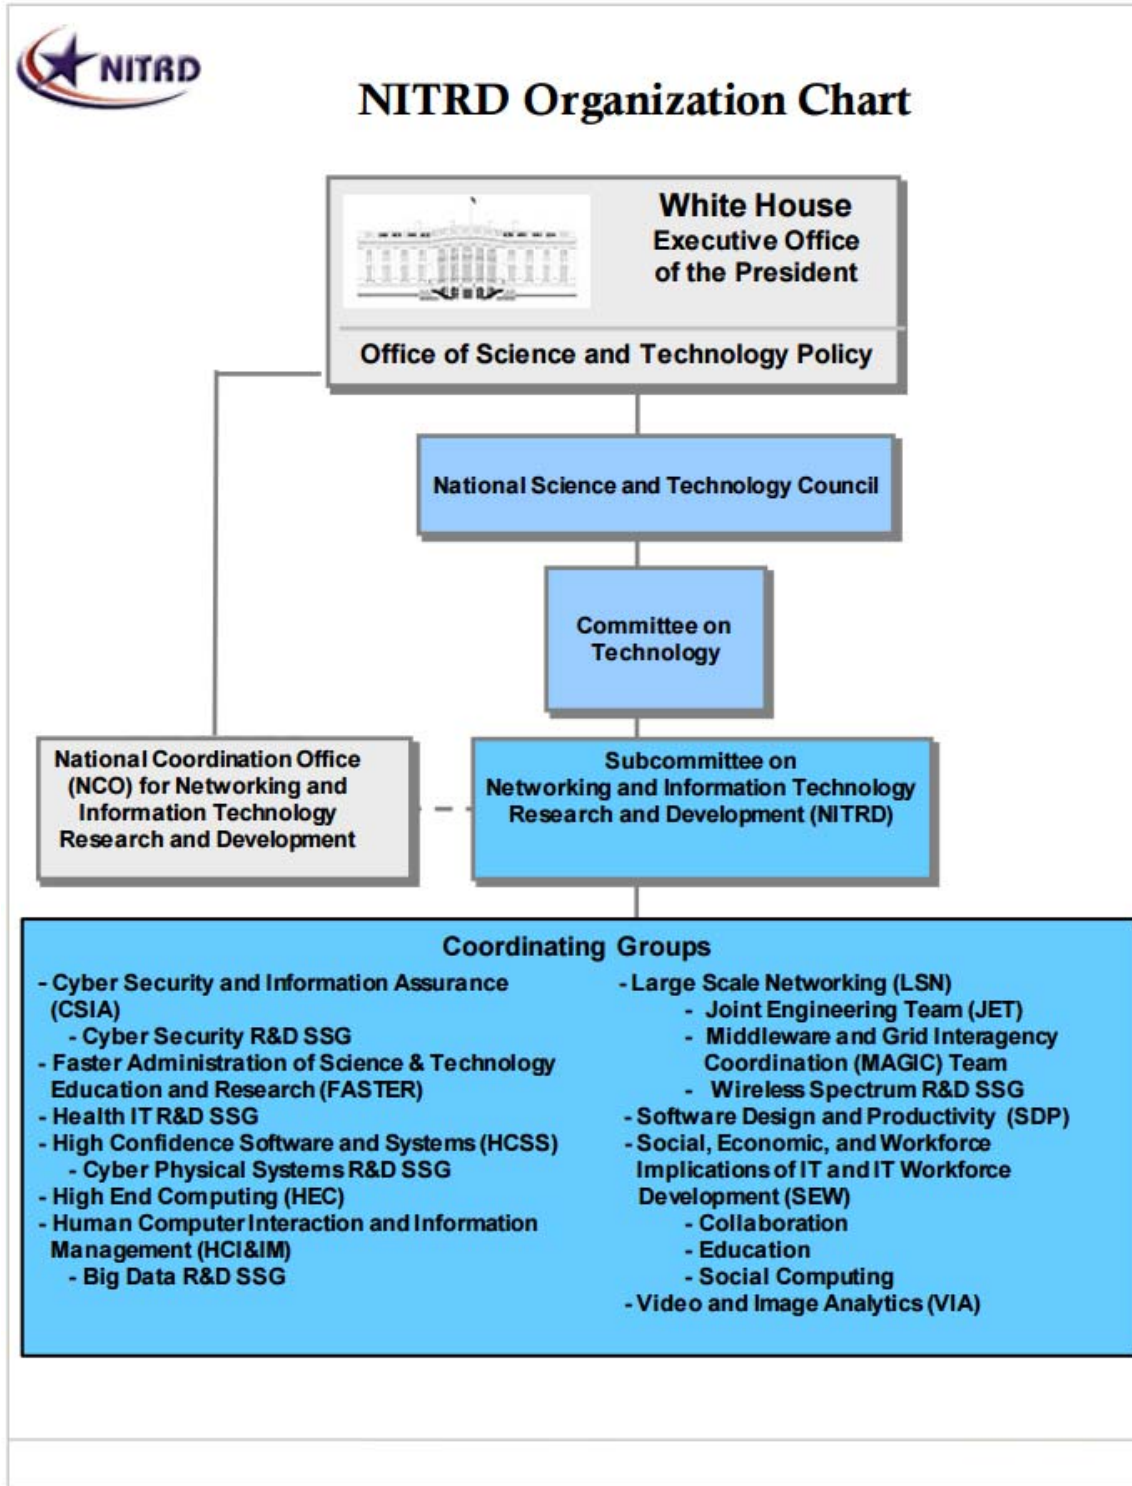 NITRD
NITRD Organization Chart
White House
Executive Office
of the President
Office of Science and Technology Policy
National Science and Technology Council
Committee on
Technology
National Coordination Office
(NCO) for Networking and
Information Technology
Research and Development
Subcommittee on
Networking and Information Technology
Research and Development (NITRD)
Coordinating Groups
- Cyber Security and Information Assurance
(CSIA)
- Cyber Security R&D SSG
- Faster Administration of Science & Technology
Education and Research (FASTER)
- Health IT R&D SSG
- High Confidence Software and Systems (HCSS)
- Cyber Physical Systems R&D SSG
- High End Computing (HEC)
- Human Computer Interaction and Information
Management (HCI&IM)
- Big Data R&D SSG
- Large Scale Networking (LSN)
- Joint Engineering Team (JET)
- Middleware and Grid Interagency
Coordination (MAGIC) Team
- Wireless Spectrum R&D SSG
- Software Design and Productivity (SDP)
- Social, Economic, and Workforce
Implications of IT and IT Workforce
Development (SEW)
- Collaboration
- Education
- Social Computing
- Video and Image Analytics (VIA)